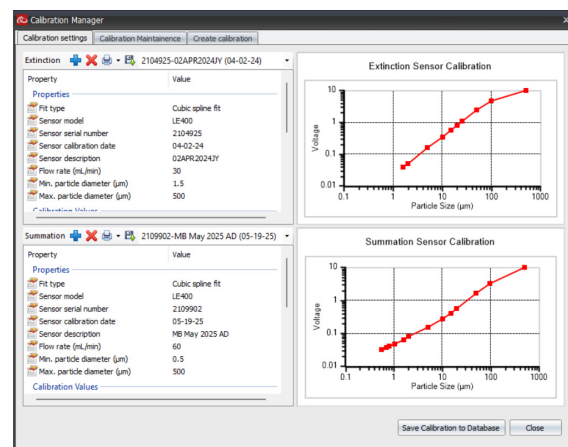 Calibration Manager
x
Calibration settings Calibration Maintainence Create calibration
Extinction 2104925-02APR2024JY (04-02-24)
Property Value
Properties
Fit type Cubic spline fit
Sensor model LE400
Sensor serial number 2104925
Sensor calibration date 04-02-24
Sensor description 02APR2024JY
Flow rate (mL/min) 30
Min. particle diameter (µm) 1.5
Max. particle diameter (µm) 500
Calibration Values
Extinction Sensor Calibration
Voltage
10
1
0.1
0.01
0.1 1 10 100 1000
Particle Size (µm)
Summation 2109902-MB May 2025 AD (05-19-25)
Property Value
Properties
Fit type Cubic spline fit
Sensor model LE400
Sensor serial number 2109902
Sensor calibration date 05-19-25
Sensor description MB May 2025 AD
Flow rate (mL/min) 60
Min. particle diameter (µm) 0.5
Max. particle diameter (µm) 500
Calibration Values
Summation Sensor Calibration
Voltage
10
1
0.1
0.01
0.1 1 10 100 1000
Particle Size (µm)
Save Calibration to Database Close